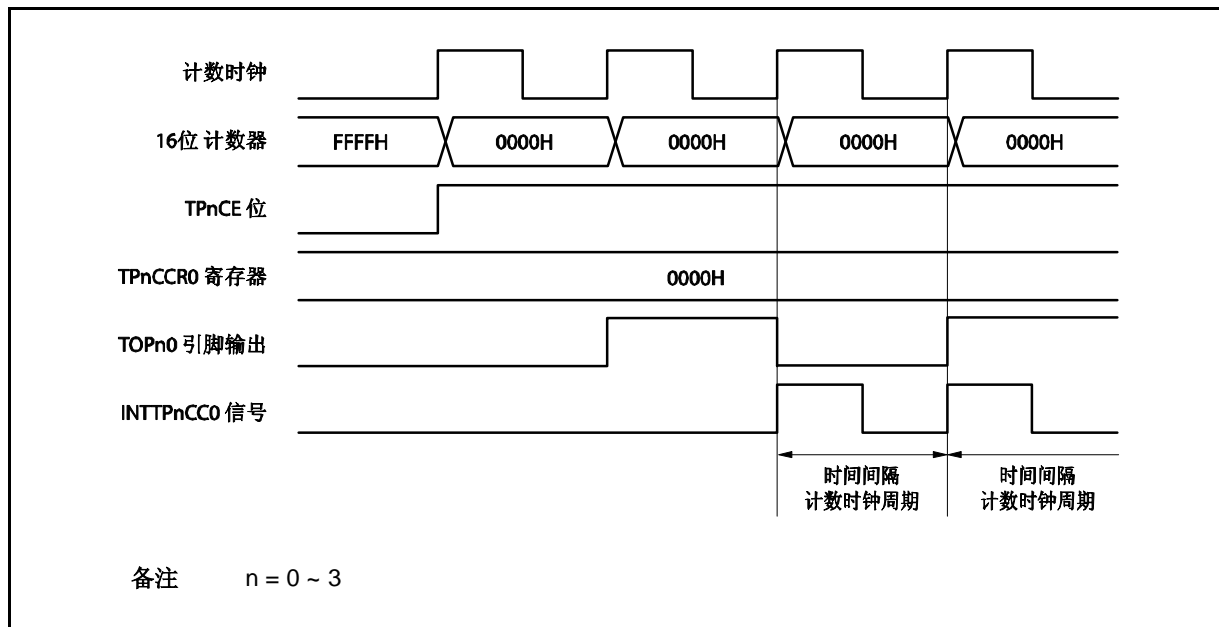 计数时钟
16位 计数器 FFFFH 0000H 0000H 0000H 0000H
TPnCE 位
TPnCCR0 寄存器 0000H
TOPn0 引脚输出
INTTPnCC0 信号
时间间隔 时间间隔
计数时钟周期 计数时钟周期
备注 n = 0 ~ 3